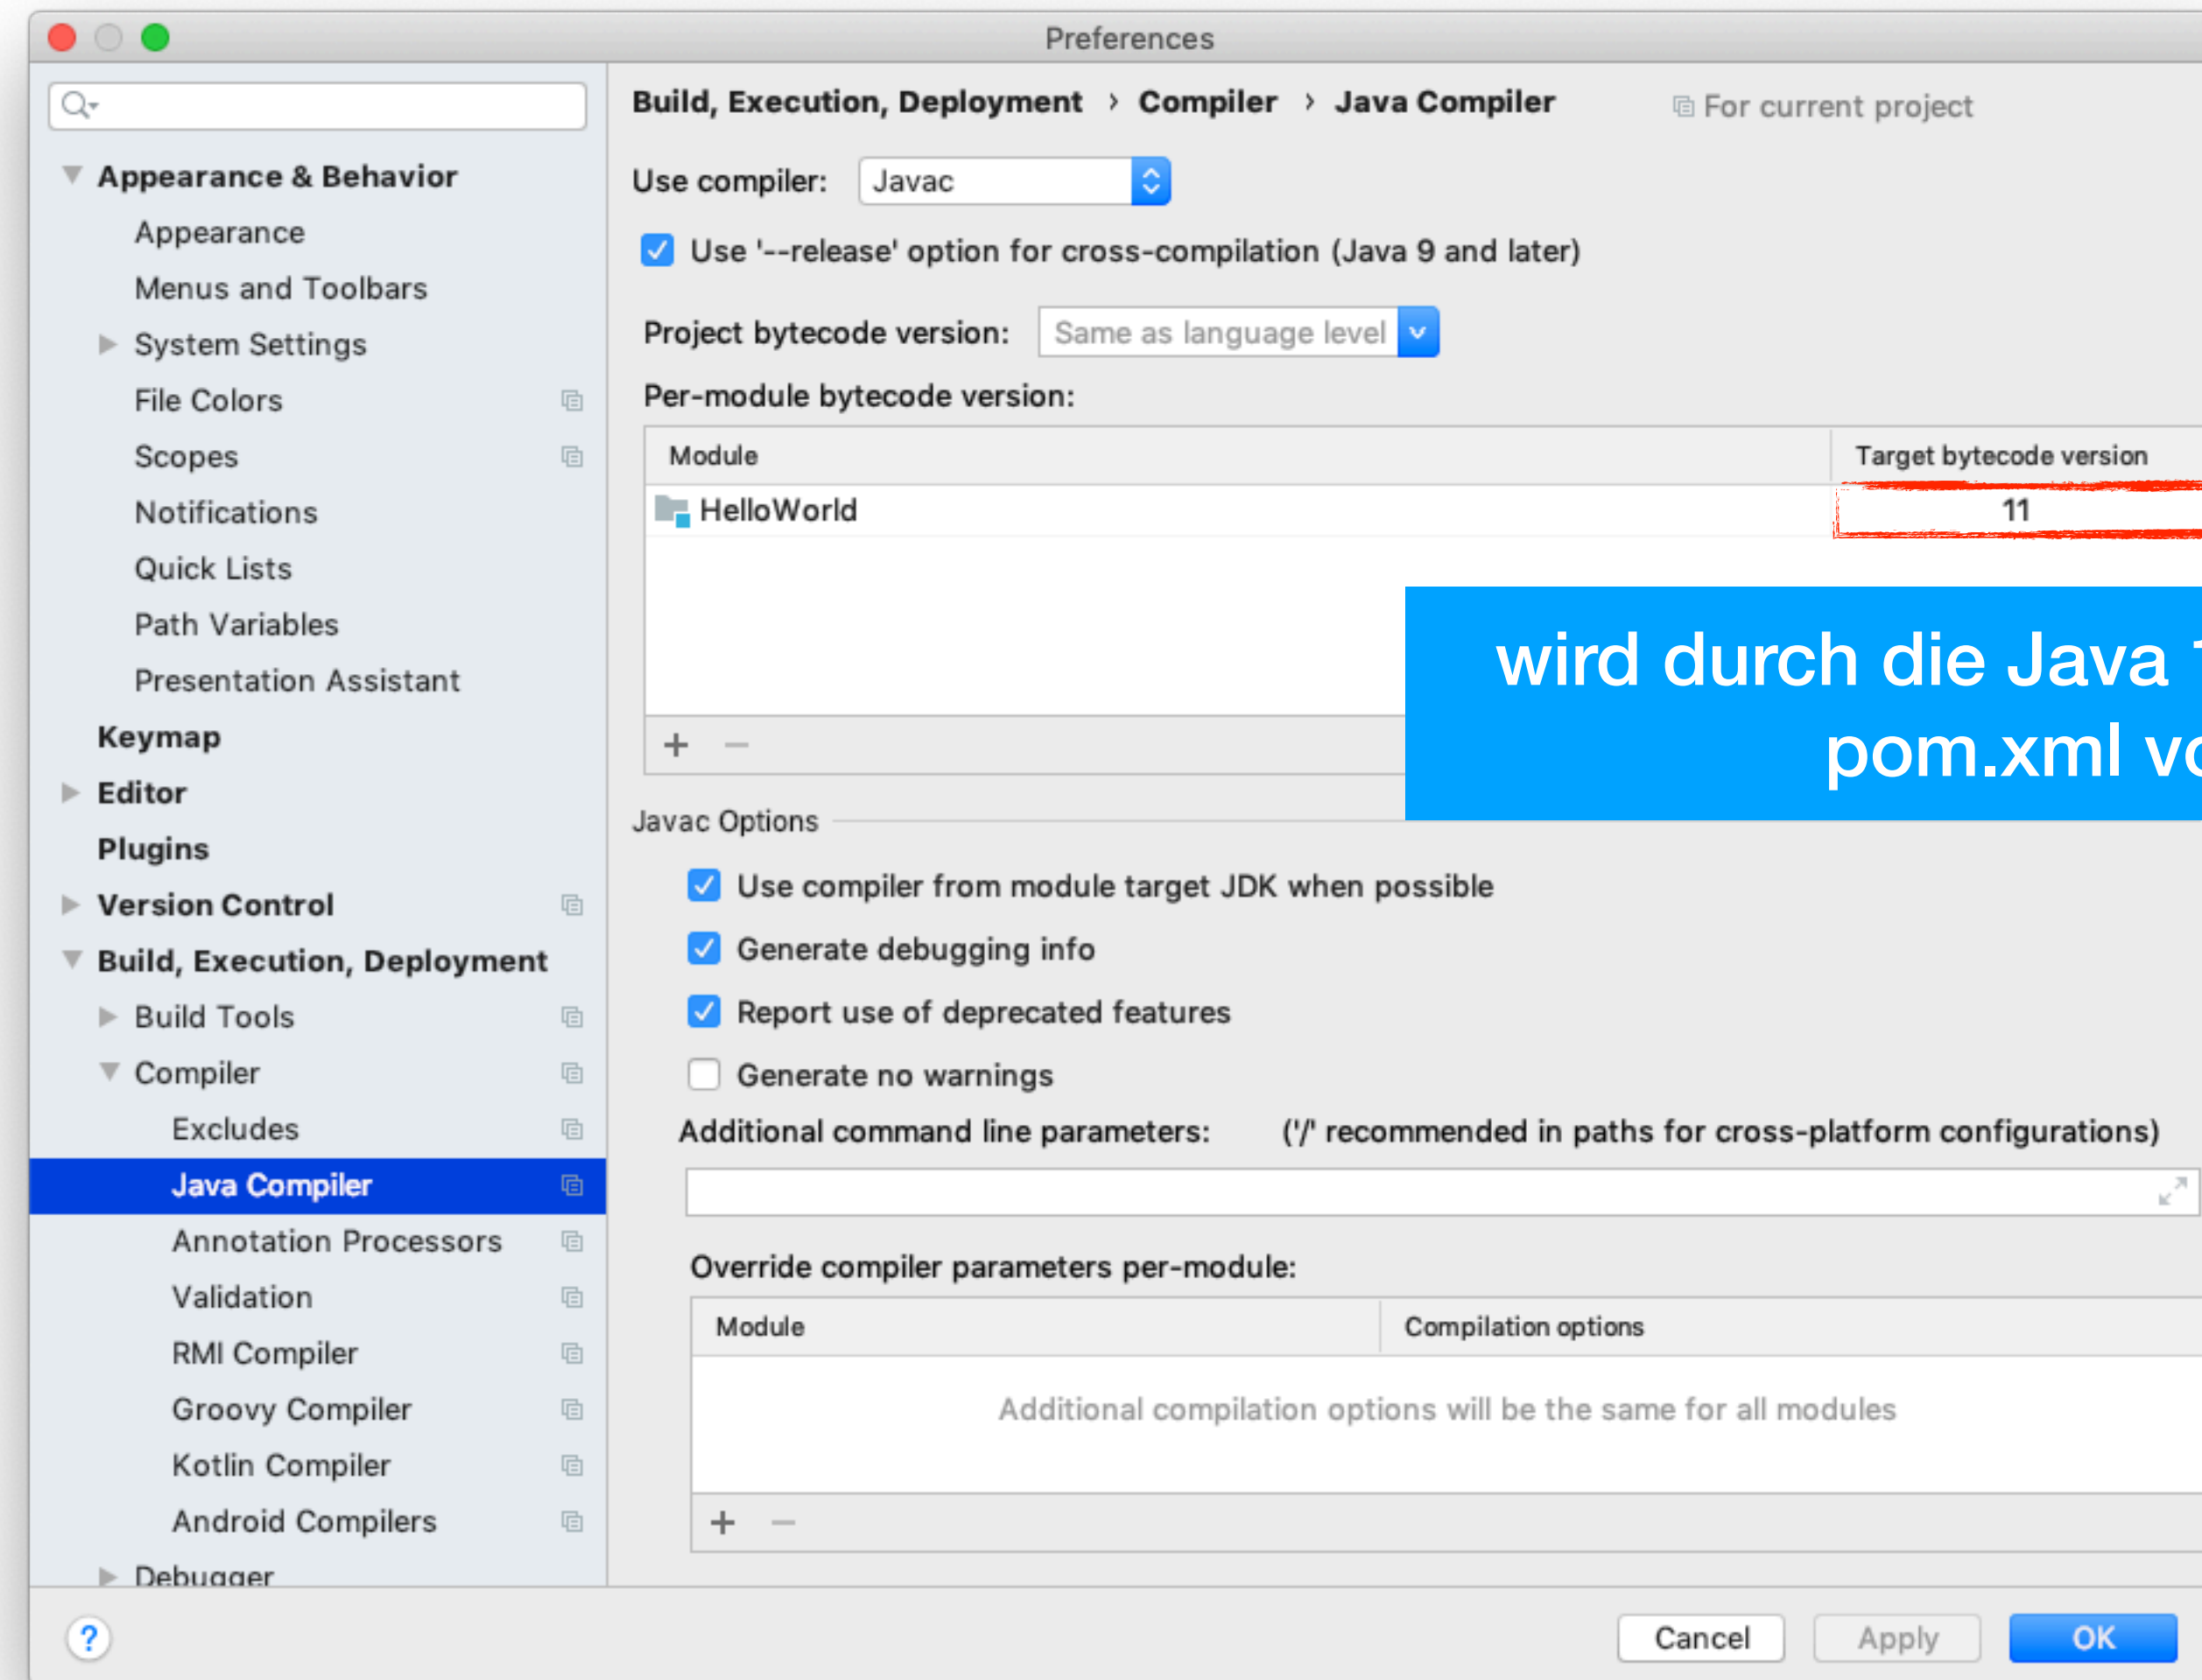 Preferences
Build, Execution, Deployment › Compiler › Java Compiler For current project
Appearance & Behavior
Appearance
Menus and Toolbars
System Settings
File Colors
Scopes
Notifications
Quick Lists
Path Variables
Presentation Assistant
Keymap
Editor
Plugins
Version Control
Build, Execution, Deployment
Build Tools
Compiler
Excludes
Java Compiler
Annotation Processors
Validation
RMI Compiler
Groovy Compiler
Kotlin Compiler
Android Compilers
Debugger
Use compiler: Javac
Use '--release' option for cross-compilation (Java 9 and later)
Project bytecode version: Same as language level
Per-module bytecode version:
Module Target bytecode version
HelloWorld 11
wird durch die Java
pom.xml
Javac Options
Use compiler from module target JDK when possible
Generate debugging info
Report use of deprecated features
Generate no warnings
Additional command line parameters: ('/' recommended in paths for cross-platform configurations)
Override compiler parameters per-module:
Module Compilation options
Additional compilation options will be the same for all modules
? Cancel Apply OK